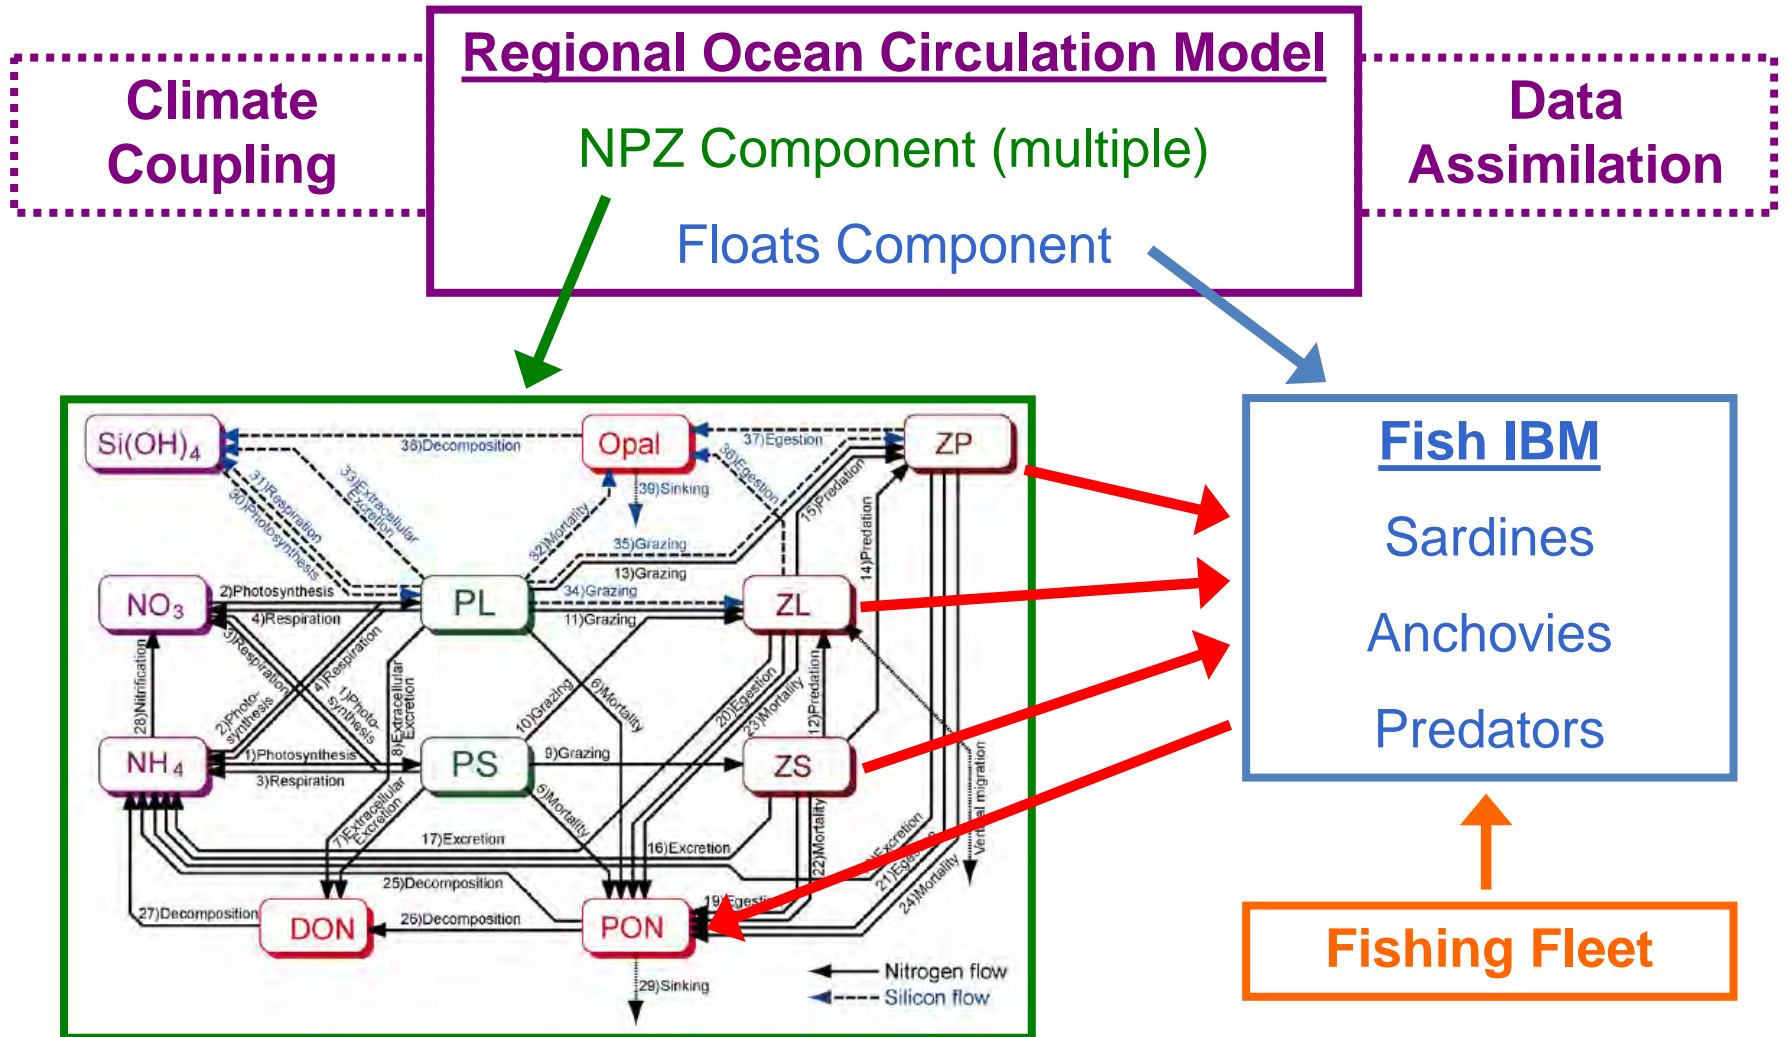 Regional Ocean Circulation Model
Climate
Coupling
NPZ Component (multiple)
Floats Component
Data
Assimilation
Si(OH)4
Opal
ZP
38)Decomposition
37)Egestion
36)Egestion
39)Sinking
15)Predation
31)Respiration
30)Photosynthesis
33)Extracellular
Excretion
32)Mortality
35)Grazing
13)Grazing
14)Predation
NO3
2)Photosynthesis
4)Respiration
PL
34)Grazing
11)Grazing
ZL
3)Respiration
4)Respiration
28)Nitrification
2)Photo-
synthesis
1)Photo-
synthesis
8)Extracellular
Excretion
6)Mortality
10)Grazing
20)Egestion
23)Mortality
12)Predation
NH4
1)Photosynthesis
3)Respiration
PS
9)Grazing
ZS
5)Mortality
7)Extracellular
Excretion
17)Excretion
16)Excretion
22)Mortality
Excretion
21)Egestion
24)Mortality
Vertical migration
25)Decomposition
19)Egestion
27)Decomposition
DON
26)Decomposition
PON
29)Sinking
Nitrogen flow
Silicon flow
Fish IBM
Sardines
Anchovies
Predators
Fishing Fleet